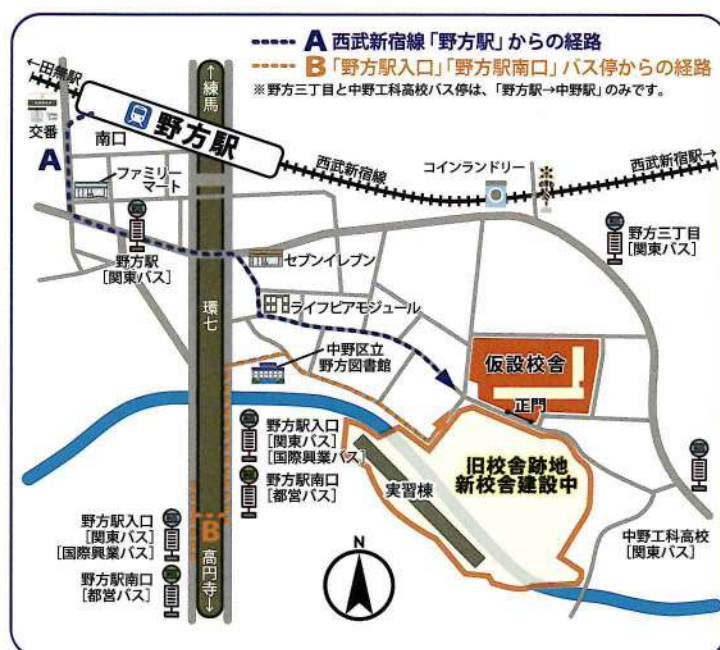 A 西武新宿線「野方駅」からの経路
B「野方駅入口」「野方駅南口」バス停からの経路
※野方三丁目と中野工科高校バス停は、「野方駅→中野駅」のみです。
←田無駅
←練馬
交番
南口
野方駅
A
ファミリー
マート
西武新宿線
コインランドリー
西武新宿駅→
野方駅
[関東バス]
セブンイレブン
野方三丁目
[関東バス]
環七
ライフピアモジュール
中野区立
野方図書館
仮設校舎
正門
野方駅入口
[関東バス]
[国際興業バス]
野方駅南口
[都営バス]
実習棟
旧校舎跡地
新校舎建設中
野方駅入口
[関東バス]
[国際興業バス]
野方駅南口
[都営バス]
B
高円寺→
N
中野工科高校
[関東バス]